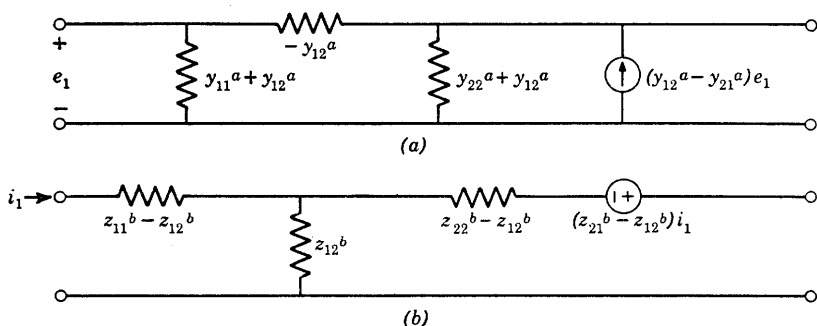 +
− y₁₂ᵃ
e₁
y₁₁ᵃ + y₁₂ᵃ
y₂₂ᵃ + y₁₂ᵃ
(y₁₂ᵃ − y₂₁ᵃ) e₁
−
(a)
i₁
z₁₁ᵇ − z₁₂ᵇ
z₁₂ᵇ
z₂₂ᵇ − z₁₂ᵇ
− +
(z₂₁ᵇ − z₁₂ᵇ) i₁
(b)